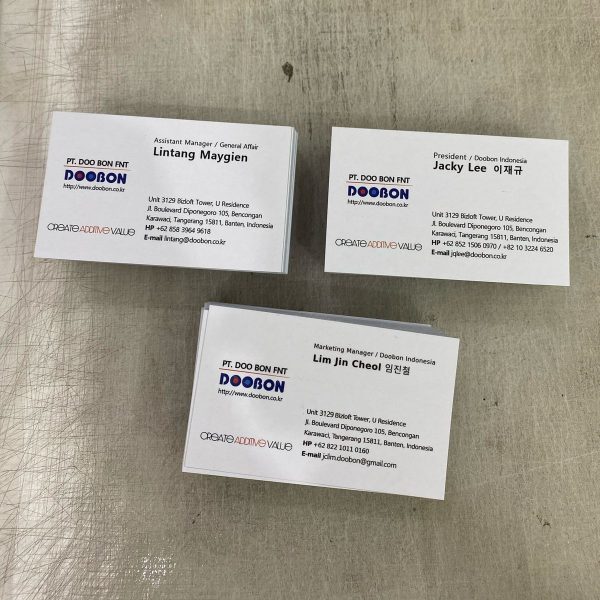 Assistant Manager / General Affair
Lintang Maygien
PT. DOO BON FNT
DOOBON
http://www.doobon.co.kr
CREATE ADDITIVE VALUE
Unit 3129 Bizloft Tower, U Residence
Jl. Boulevard Diponegoro 105, Bencongan
Karawaci, Tangerang 15811, Banten, Indonesia
HP +62 858 3964 9618
E-mail lintang@doobon.co.kr
President / Doobon Indonesia
Jacky Lee 이재규
PT. DOO BON FNT
DOOBON
http://www.doobon.co.kr
CREATE ADDITIVE VALUE
Unit 3129 Bizloft Tower, U Residence
Jl. Boulevard Diponegoro 105, Bencongan
Karawaci, Tangerang 15811, Banten, Indonesia
HP +62 852 1506 0970 / +82 10 3224 6520
E-mail jqlee@doobon.co.kr
Marketing Manager / Doobon Indonesia
Lim Jin Cheol 임진철
PT. DOO BON FNT
DOOBON
http://www.doobon.co.kr
CREATE ADDITIVE VALUE
Unit 3129 Bizloft Tower, U Residence
Jl. Boulevard Diponegoro 105, Bencongan
Karawaci, Tangerang 15811, Banten, Indonesia
HP +62 822 1011 0160
E-mail jclim.doobon@gmail.com